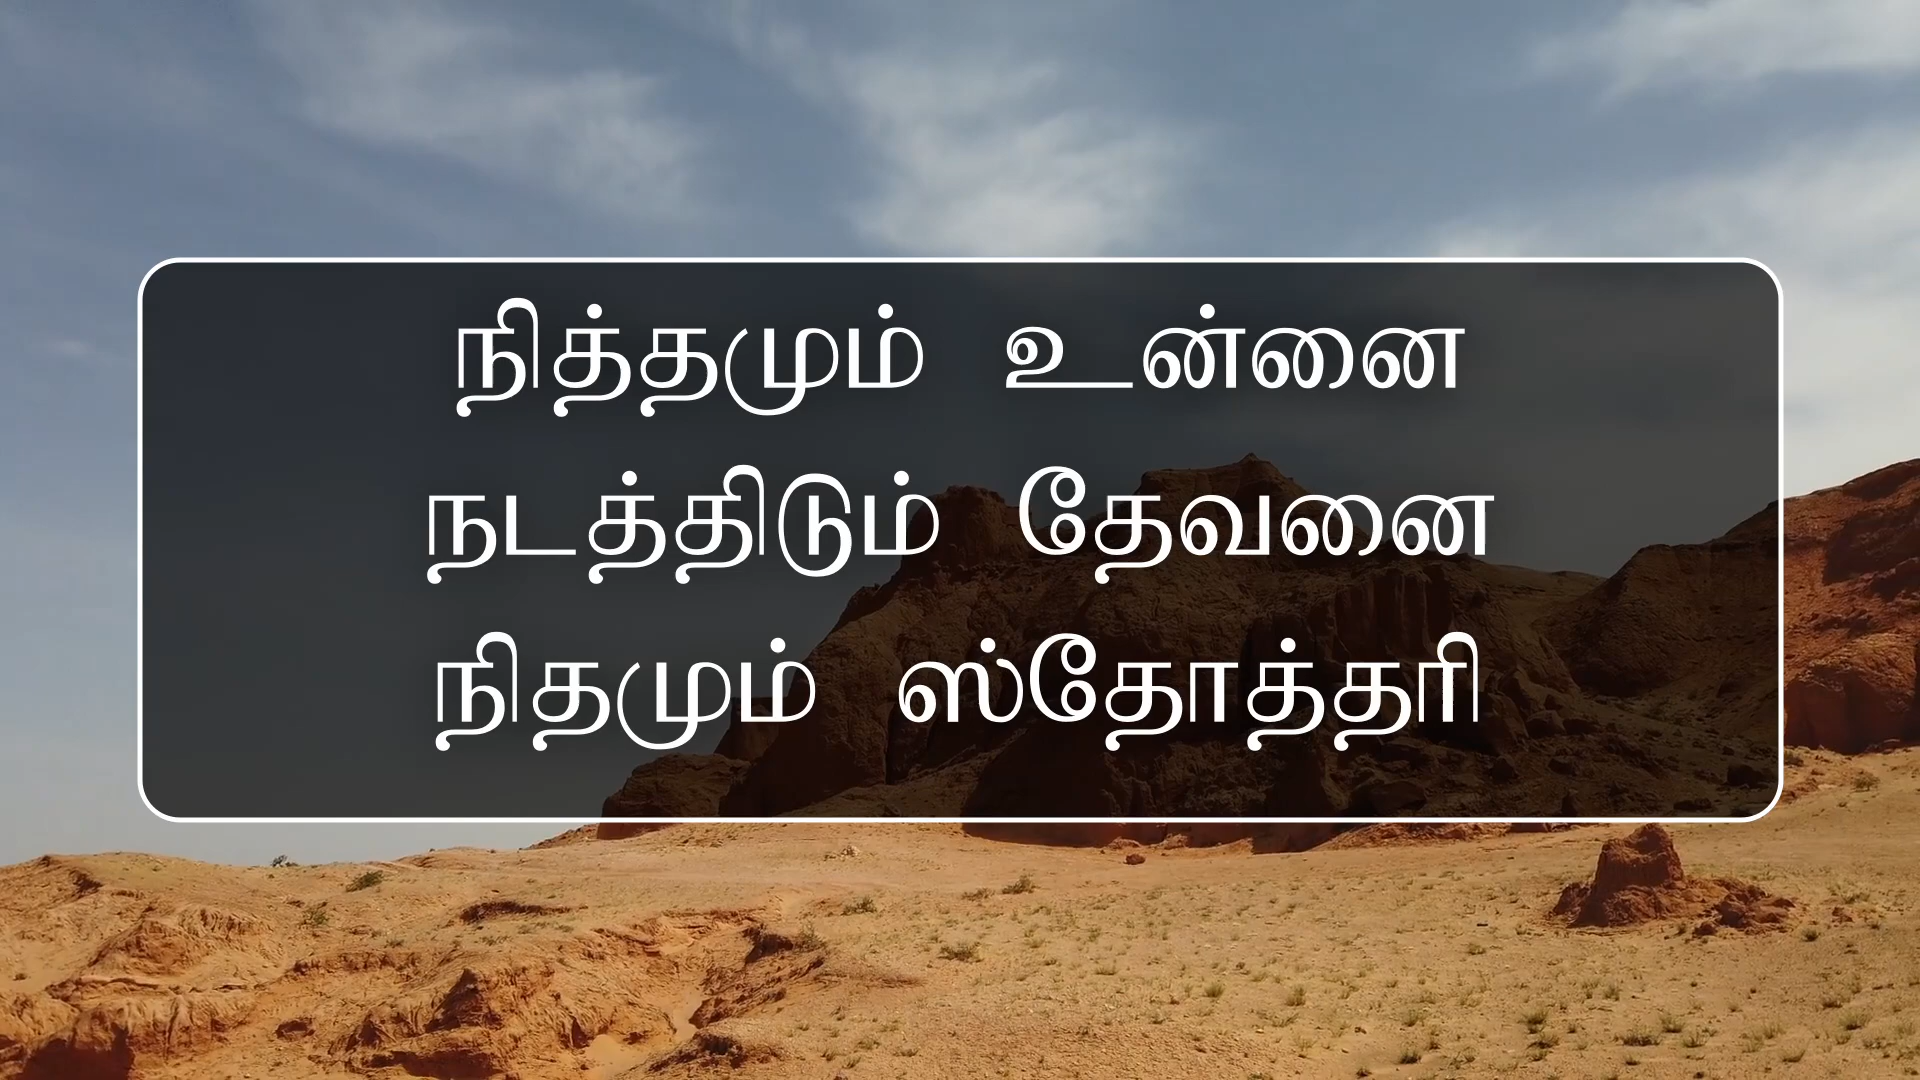 நித்தமும் உன்னை
நடத்திடும் தேவனை
நிதமும் ஸ்தோத்தரி